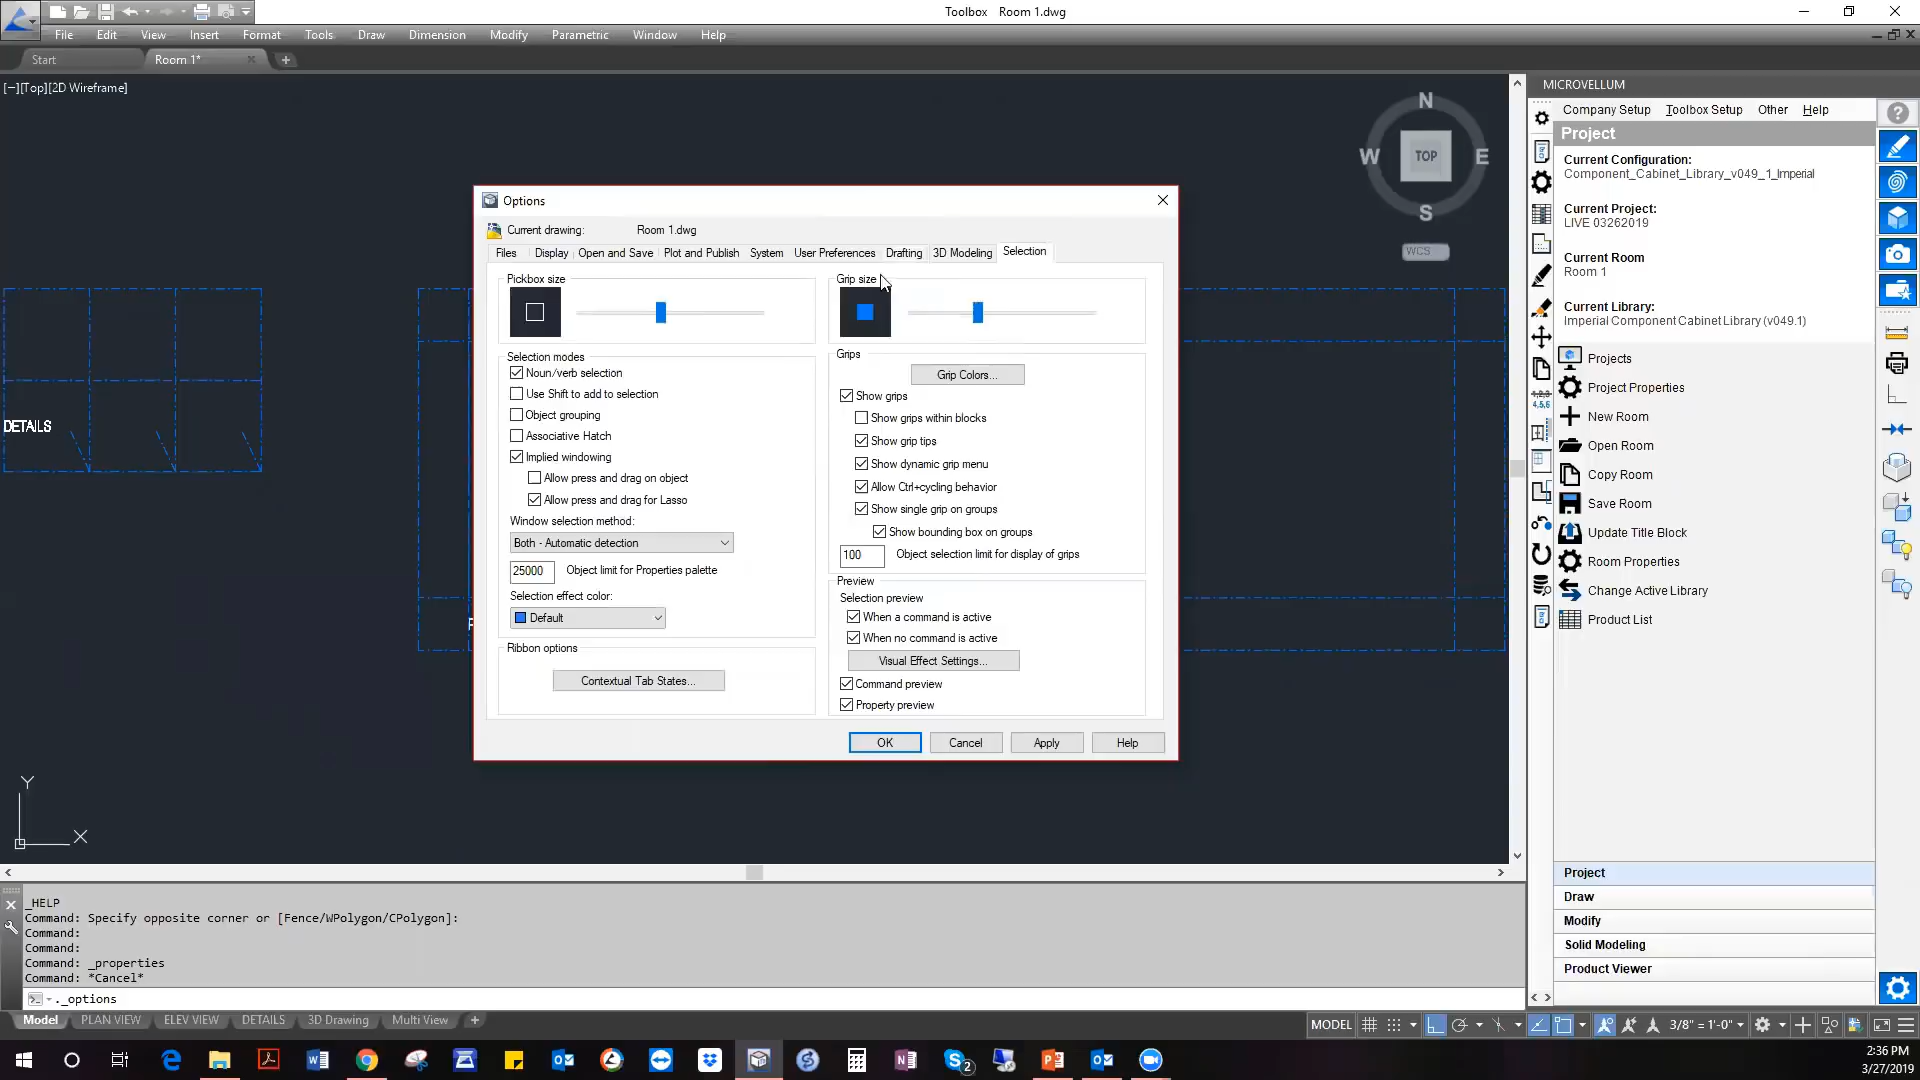 Toolbox Room 1.dwg
File Edit View Insert Format Tools Draw Dimension Modify Parametric Window Help
Start Room 1* +
[−][Top][2D Wireframe]
N
W TOP E
S
WCS
DETAILS
Options
Current drawing: Room 1.dwg
Files Display Open and Save Plot and Publish System User Preferences Drafting 3D Modeling Selection
Pickbox size
Selection modes
Noun/verb selection
Use Shift to add to selection
Object grouping
Associative Hatch
Implied windowing
Allow press and drag on object
Allow press and drag for Lasso
Window selection method:
Both - Automatic detection
25000 Object limit for Properties palette
Selection effect color:
Default
Ribbon options
Contextual Tab States...
Grip size
Grips
Grip Colors...
Show grips
Show grips within blocks
Show grip tips
Show dynamic grip menu
Allow Ctrl+cycling behavior
Show single grip on groups
Show bounding box on groups
100 Object selection limit for display of grips
Preview
Selection preview
When a command is active
When no command is active
Visual Effect Settings...
Command preview
Property preview
OK Cancel Apply Help
Y
X
MICROVELLUM
Company Setup Toolbox Setup Other Help
Project
Current Configuration:
Component_Cabinet_Library_v049_1_Imperial
Current Project:
LIVE 03262019
Current Room
Room 1
Current Library:
Imperial Component Cabinet Library (v049.1)
Projects
Project Properties
New Room
Open Room
Copy Room
Save Room
Update Title Block
Room Properties
Change Active Library
Product List
Project
Draw
Modify
Solid Modeling
Product Viewer
_HELP
Command: Specify opposite corner or [Fence/WPolygon/CPolygon]:
Command:
Command:
Command: _properties
Command: *Cancel*
._options
Model PLAN VIEW ELEV VIEW DETAILS 3D Drawing Multi View +
MODEL 3/8" = 1'-0"
2:36 PM
3/27/2019